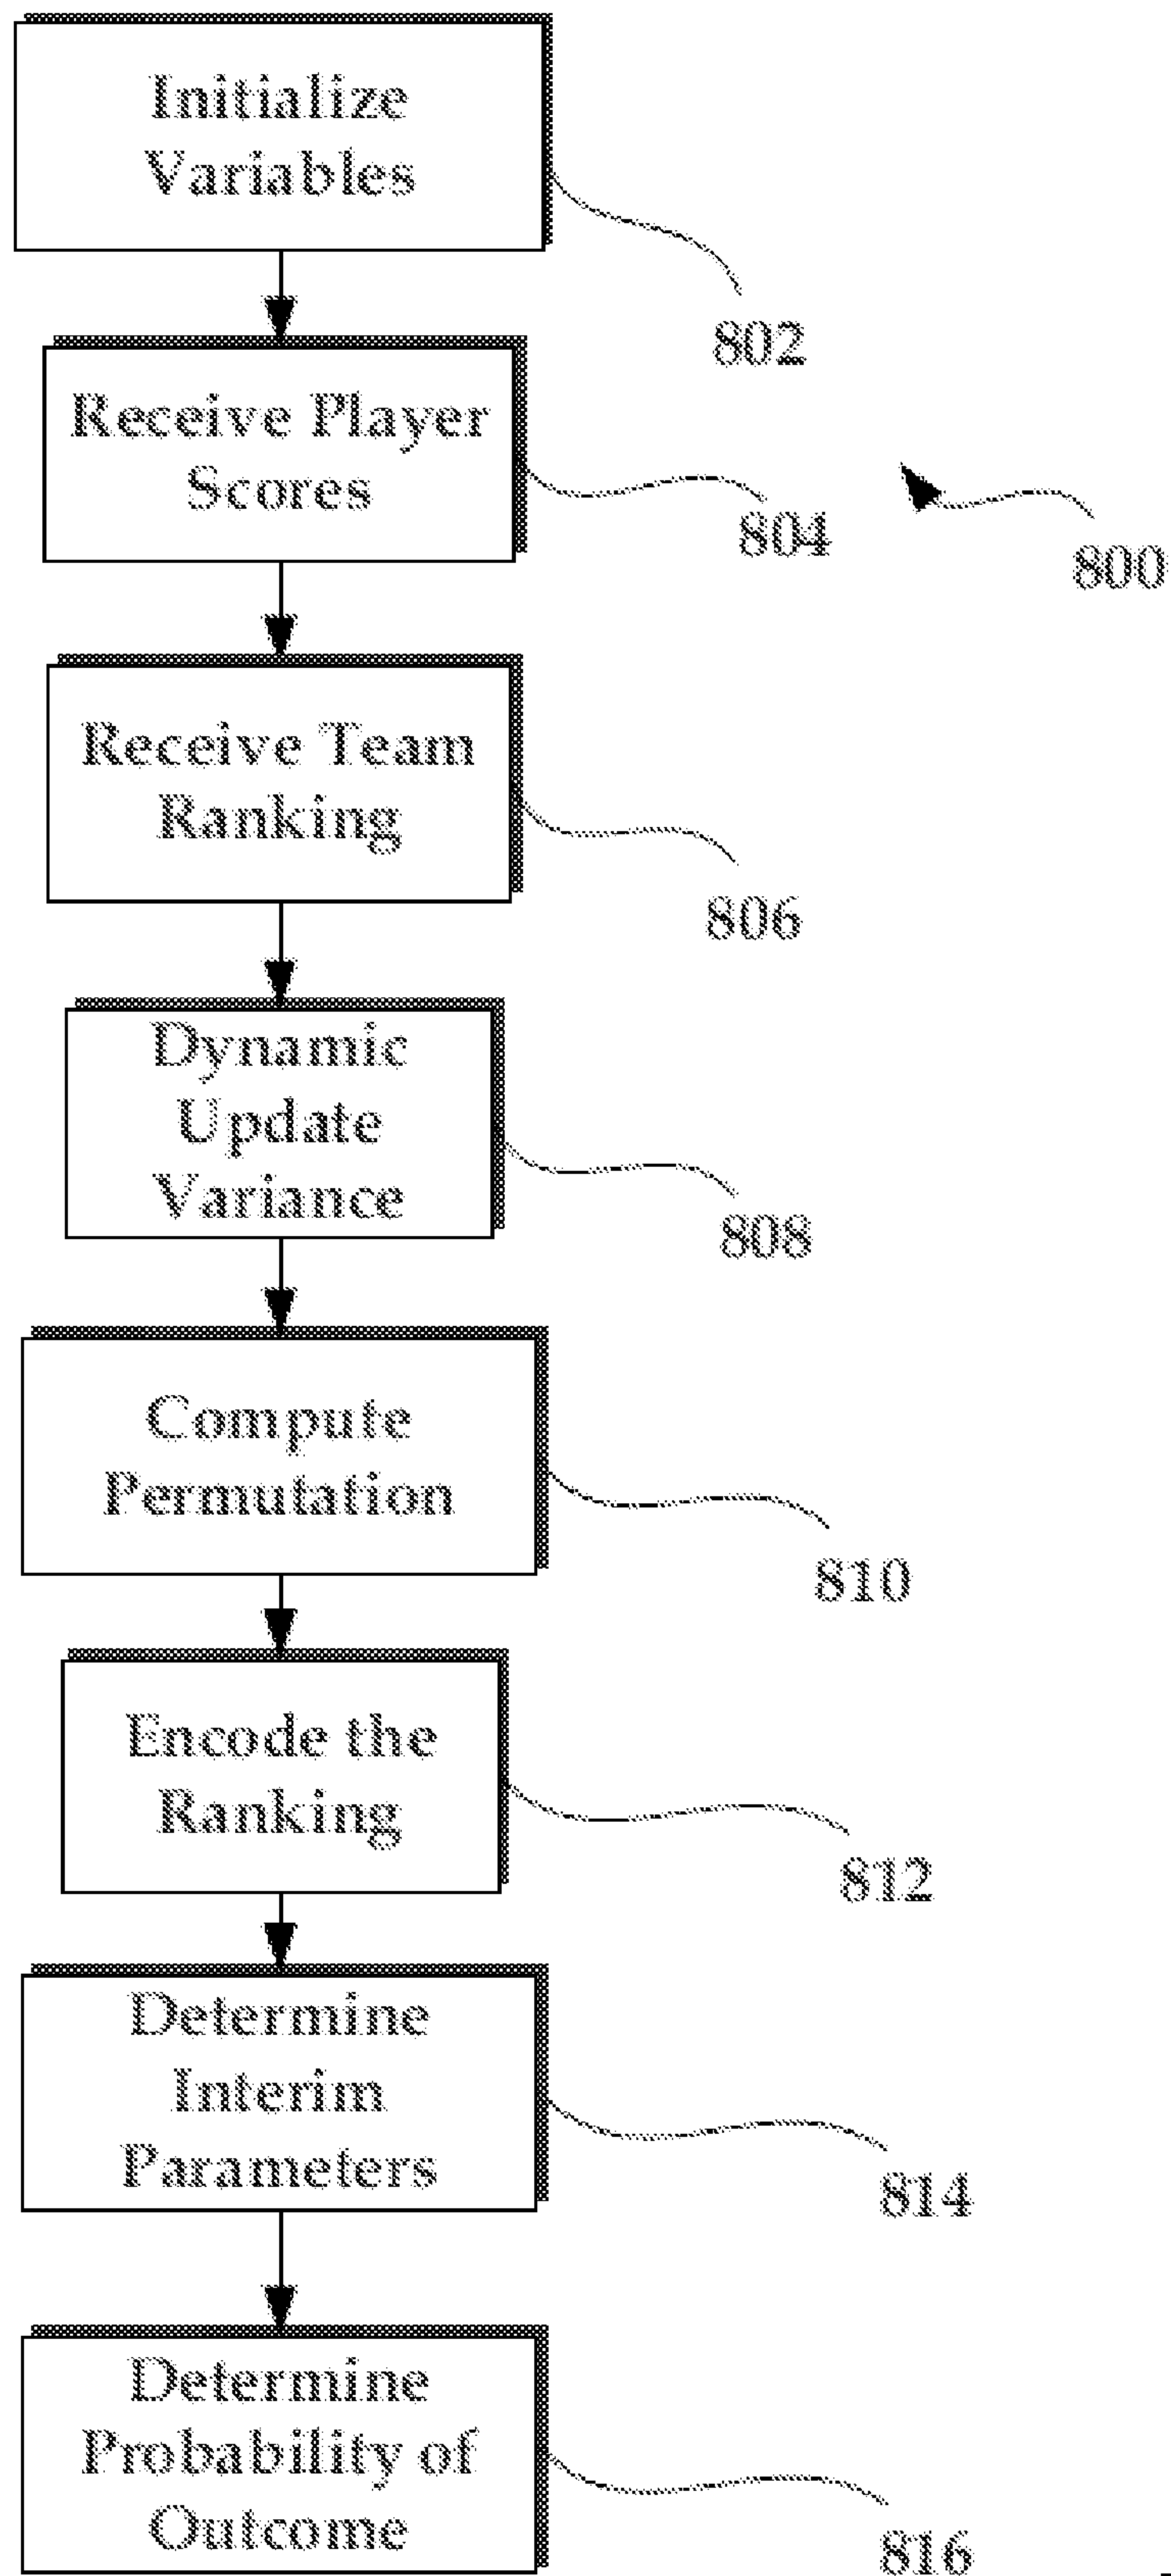 Initialize
Variables
802
Receive Player
Scores
804
800
Receive Team
Ranking
806
Dynamic
Update
Variance
808
Compute
Permutation
810
Encode the
Ranking
812
Determine
Interim
Parameters
814
Determine
Probability of
Outcome
816